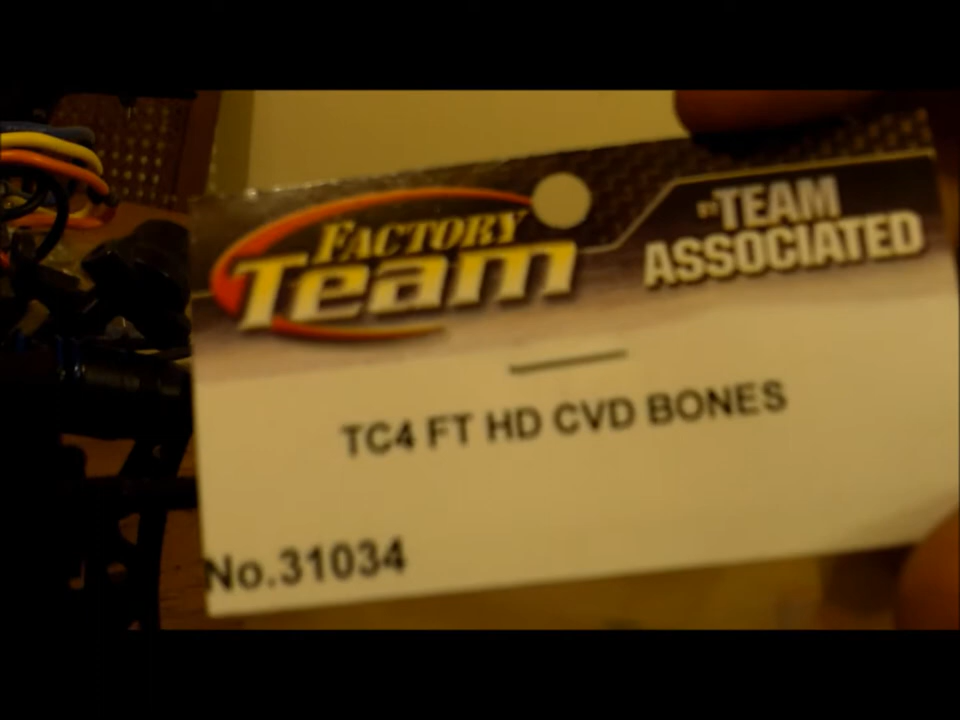 FACTORY
Team
TEAM
ASSOCIATED
TC4 FT HD CVD BONES
No.31034